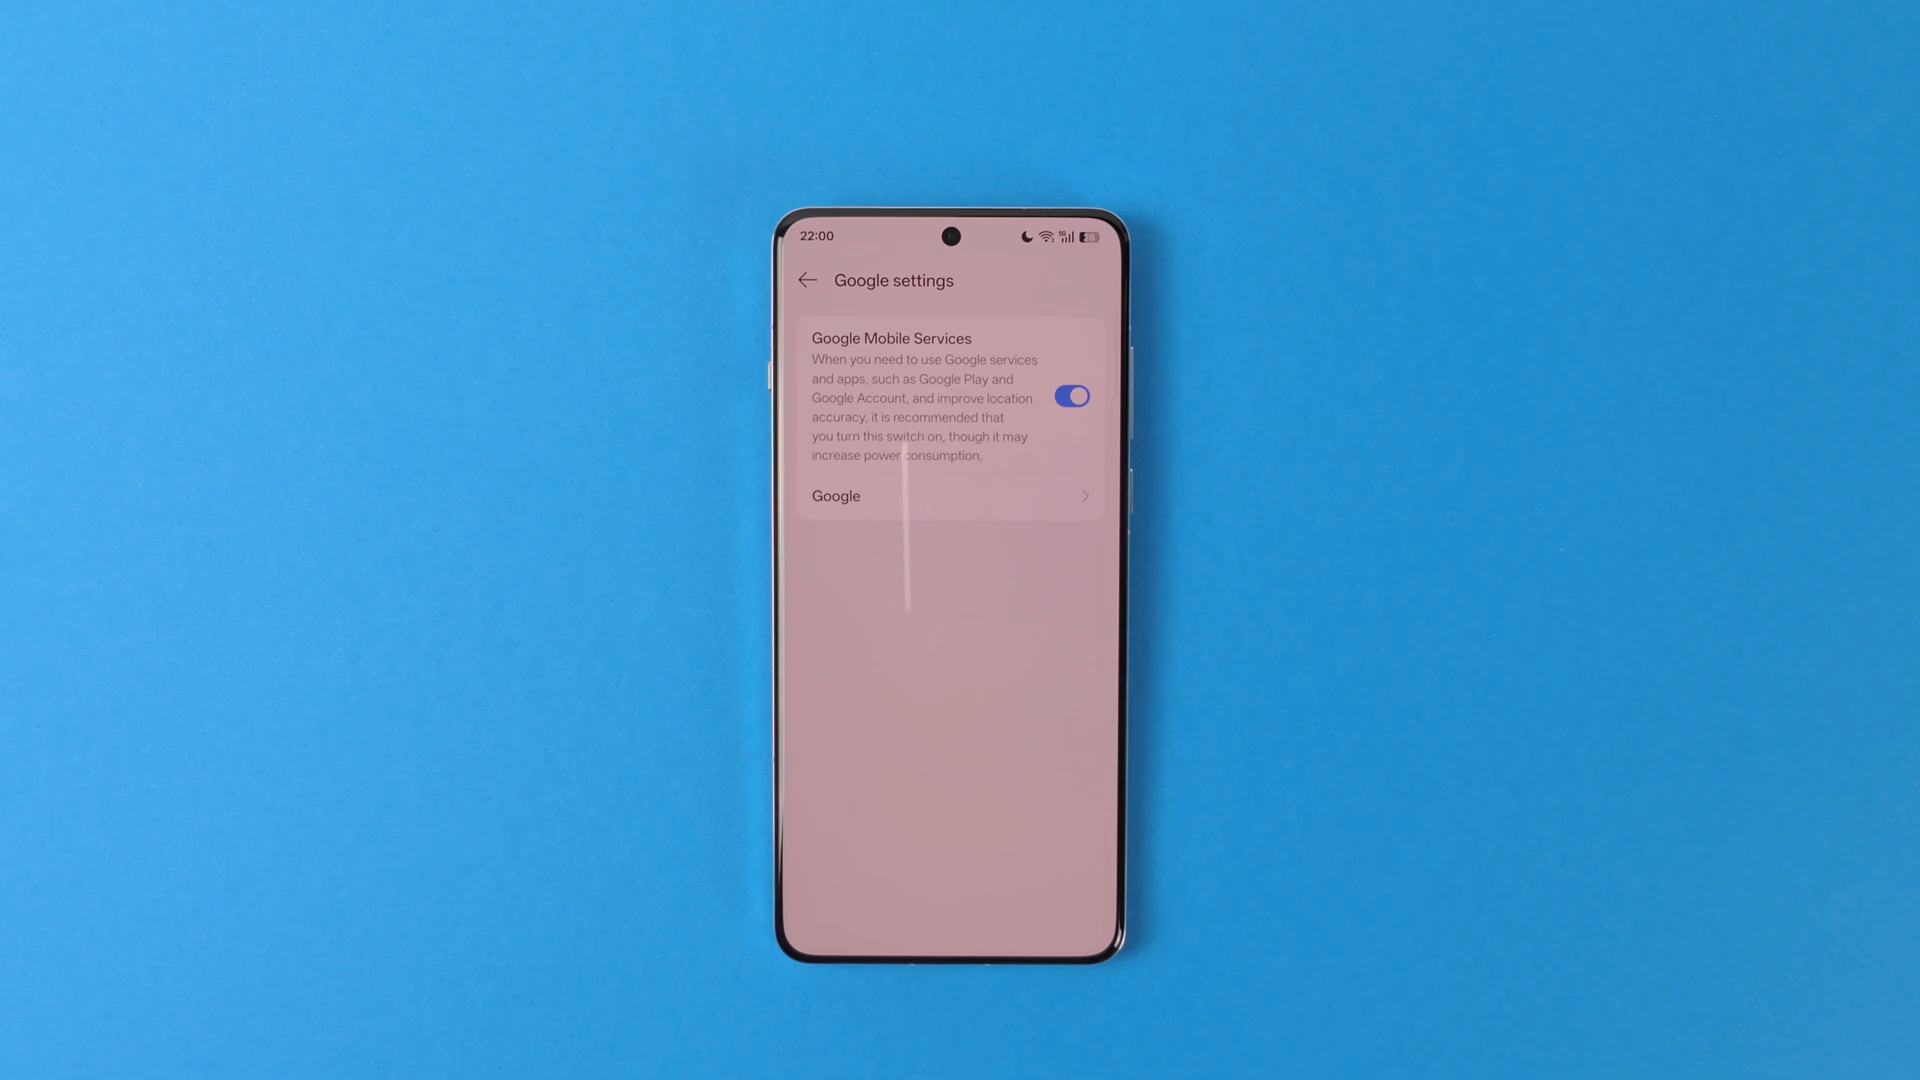 22:00
5G
Google settings
Google Mobile Services
When you need to use Google services
and apps, such as Google Play and
Google Account, and improve location
accuracy, it is recommended that
you turn this switch on, though it may
increase power consumption.
Google